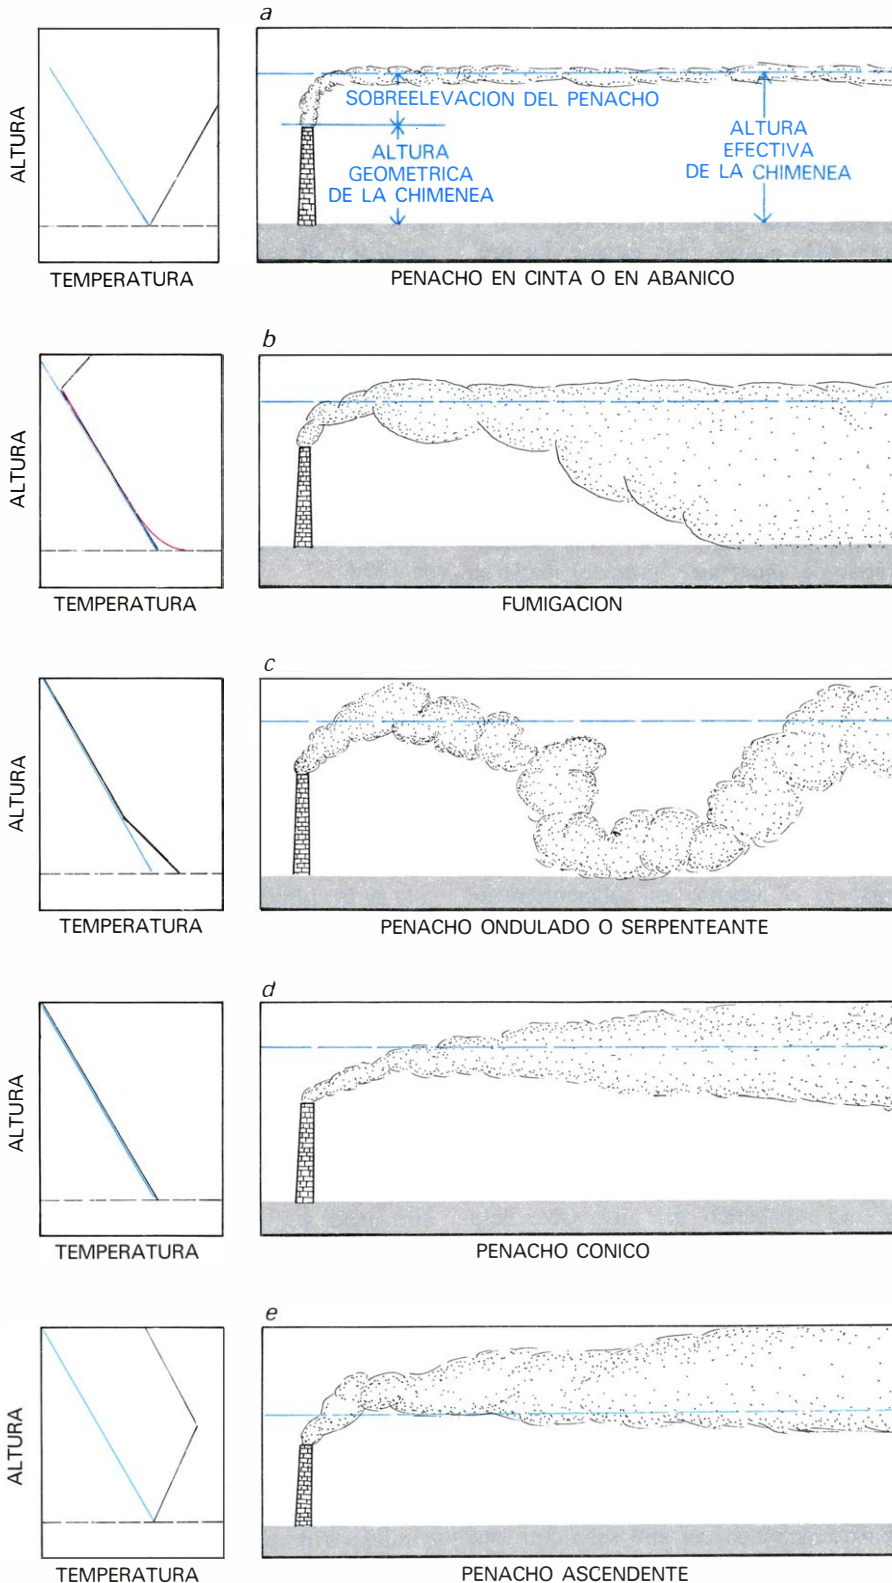 a
ALTURA
SOBREELEVACION DEL PENACHO
ALTURA
GEOMETRICA
DE LA CHIMENEA
ALTURA
EFECTIVA
DE LA CHIMENEA
TEMPERATURA
PENACHO EN CINTA O EN ABANICO
b
ALTURA
TEMPERATURA
FUMIGACION
c
ALTURA
TEMPERATURA
PENACHO ONDULADO O SERPENTEANTE
d
ALTURA
TEMPERATURA
PENACHO CONICO
e
ALTURA
TEMPERATURA
PENACHO ASCENDENTE